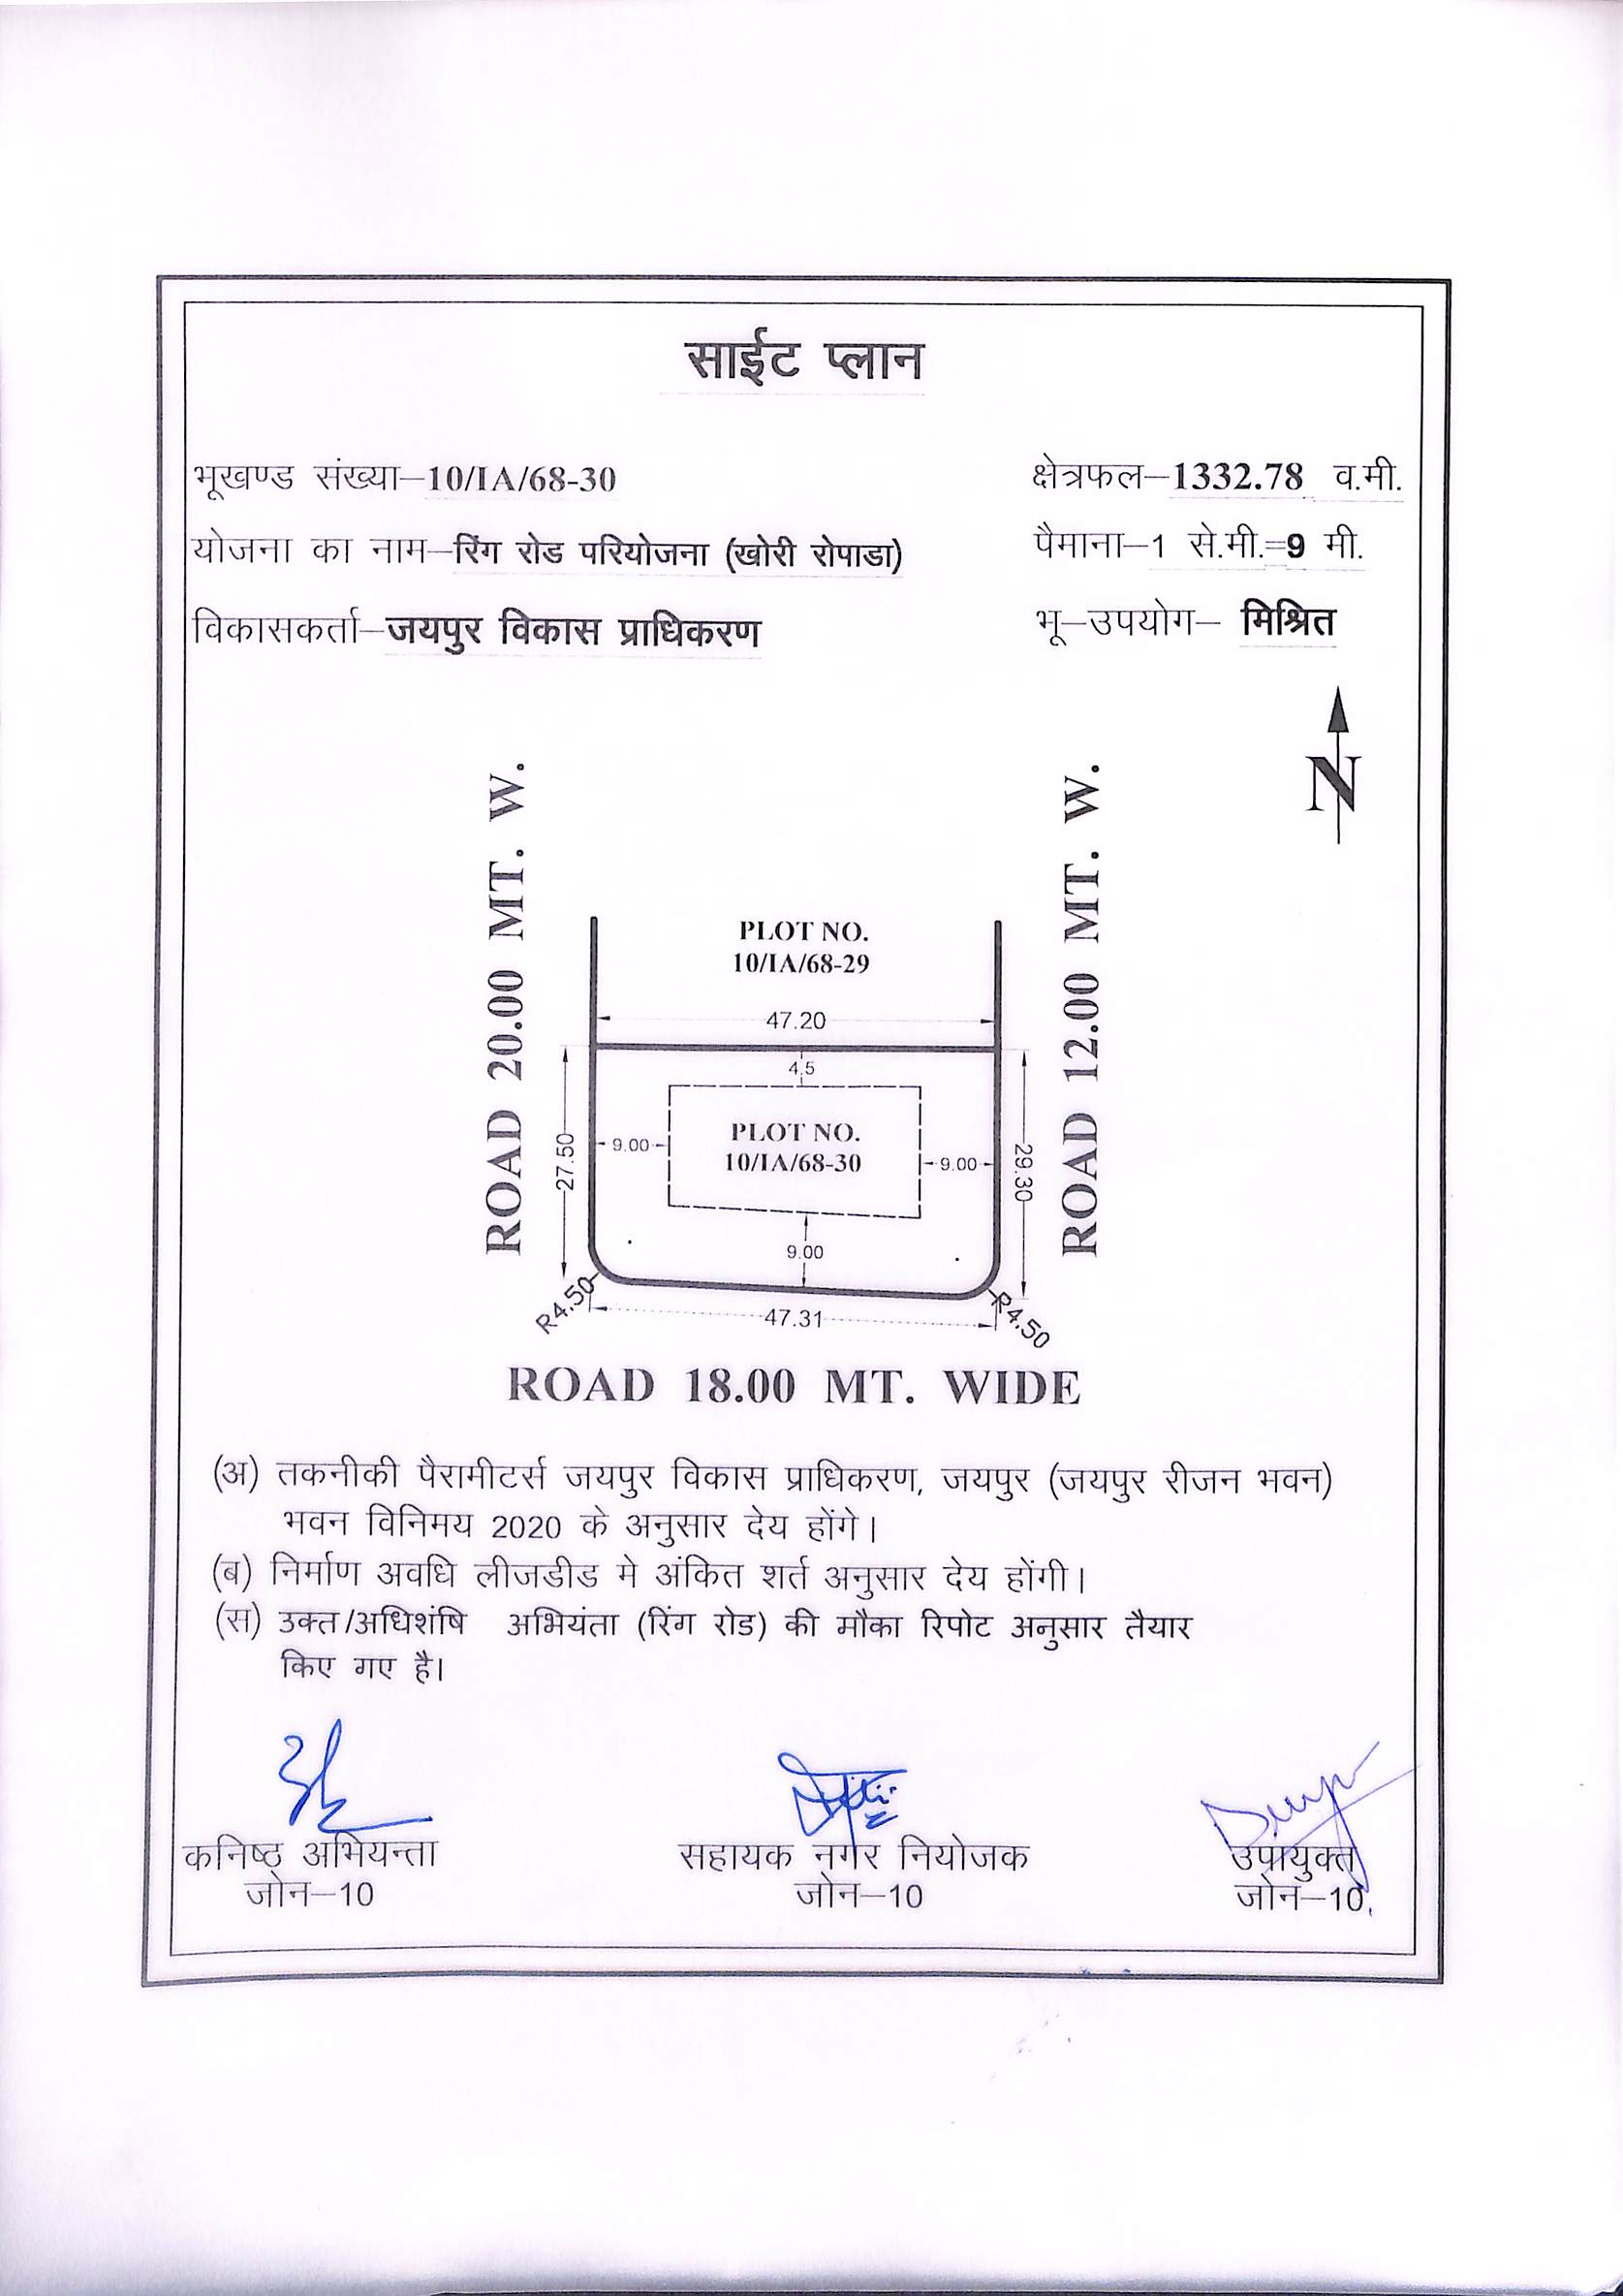 साईट प्लान
भूखण्ड संख्या–10/IA/68-30
क्षेत्रफल–1332.78 व.मी.
योजना का नाम–रिंग रोड परियोजना (खोरी रोपाडा)
पैमाना–1 से.मी.=9 मी.
विकासकर्ता–जयपुर विकास प्राधिकरण
भू–उपयोग– मिश्रित
N
ROAD 20.00 MT. W.
ROAD 12.00 MT. W.
PLOT NO.
10/IA/68-29
47.20
4.5
27.50
9.00
PLOT NO.
10/IA/68-30
9.00
29.30
9.00
R4.50
47.31
R4.50
ROAD 18.00 MT. WIDE
(अ) तकनीकी पैरामीटर्स जयपुर विकास प्राधिकरण, जयपुर (जयपुर रीजन भवन)
भवन विनिमय 2020 के अनुसार देय होंगे।
(ब) निर्माण अवधि लीजडीड मे अंकित शर्त अनुसार देय होंगी।
(स) उक्त/अधिशंषि अभियंता (रिंग रोड) की मौका रिपोट अनुसार तैयार
किए गए है।
कनिष्ठ अभियन्ता
जोन–10
सहायक नगर नियोजक
जोन–10
उपायुक्त
जोन–10